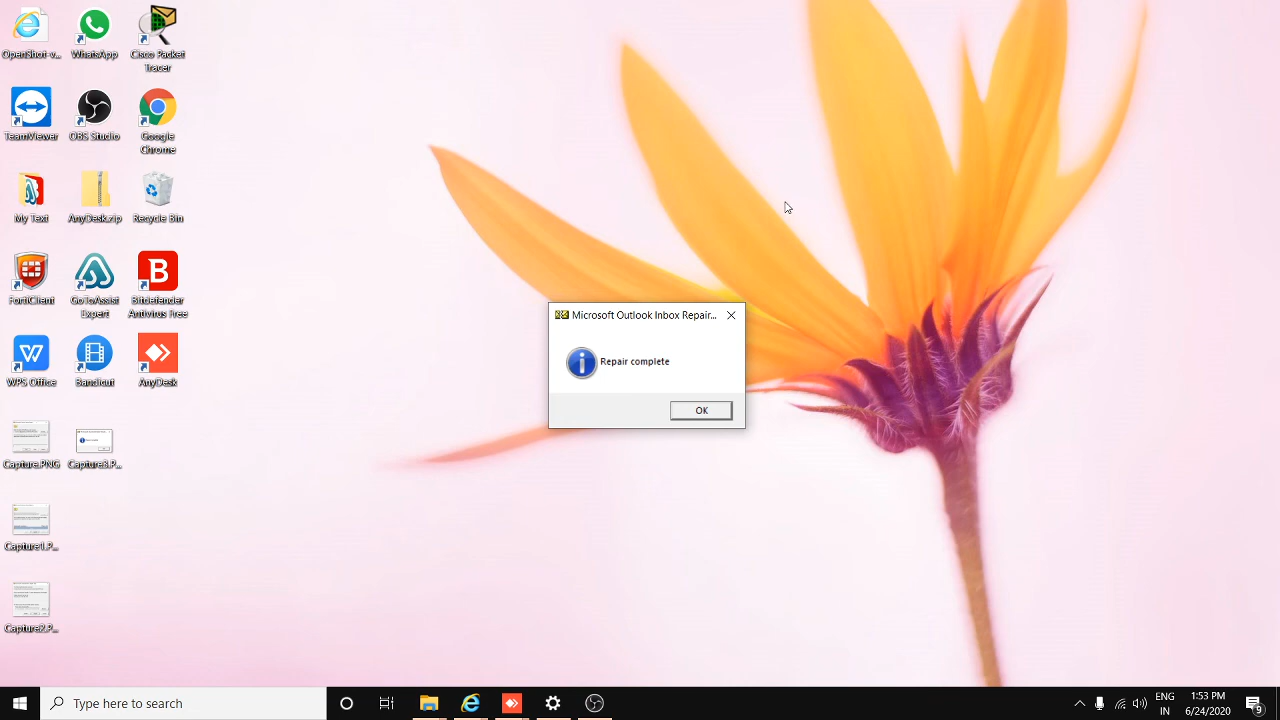 OpenShot-v...
WhatsApp
Cisco Packet
Tracer
TeamViewer
OBS Studio
Google
Chrome
My Text
AnyDesk.zip
Recycle Bin
FortiClient
GoToAssist
Expert
Bitdefender
Antivirus Free
WPS Office
Bandicut
AnyDesk
Capture.PNG
Capture3.P...
Capture1.P...
Capture2.P...
Microsoft Outlook Inbox Repair...
Repair complete
OK
Type here to search
ENG
IN
1:53 PM
6/24/2020
9